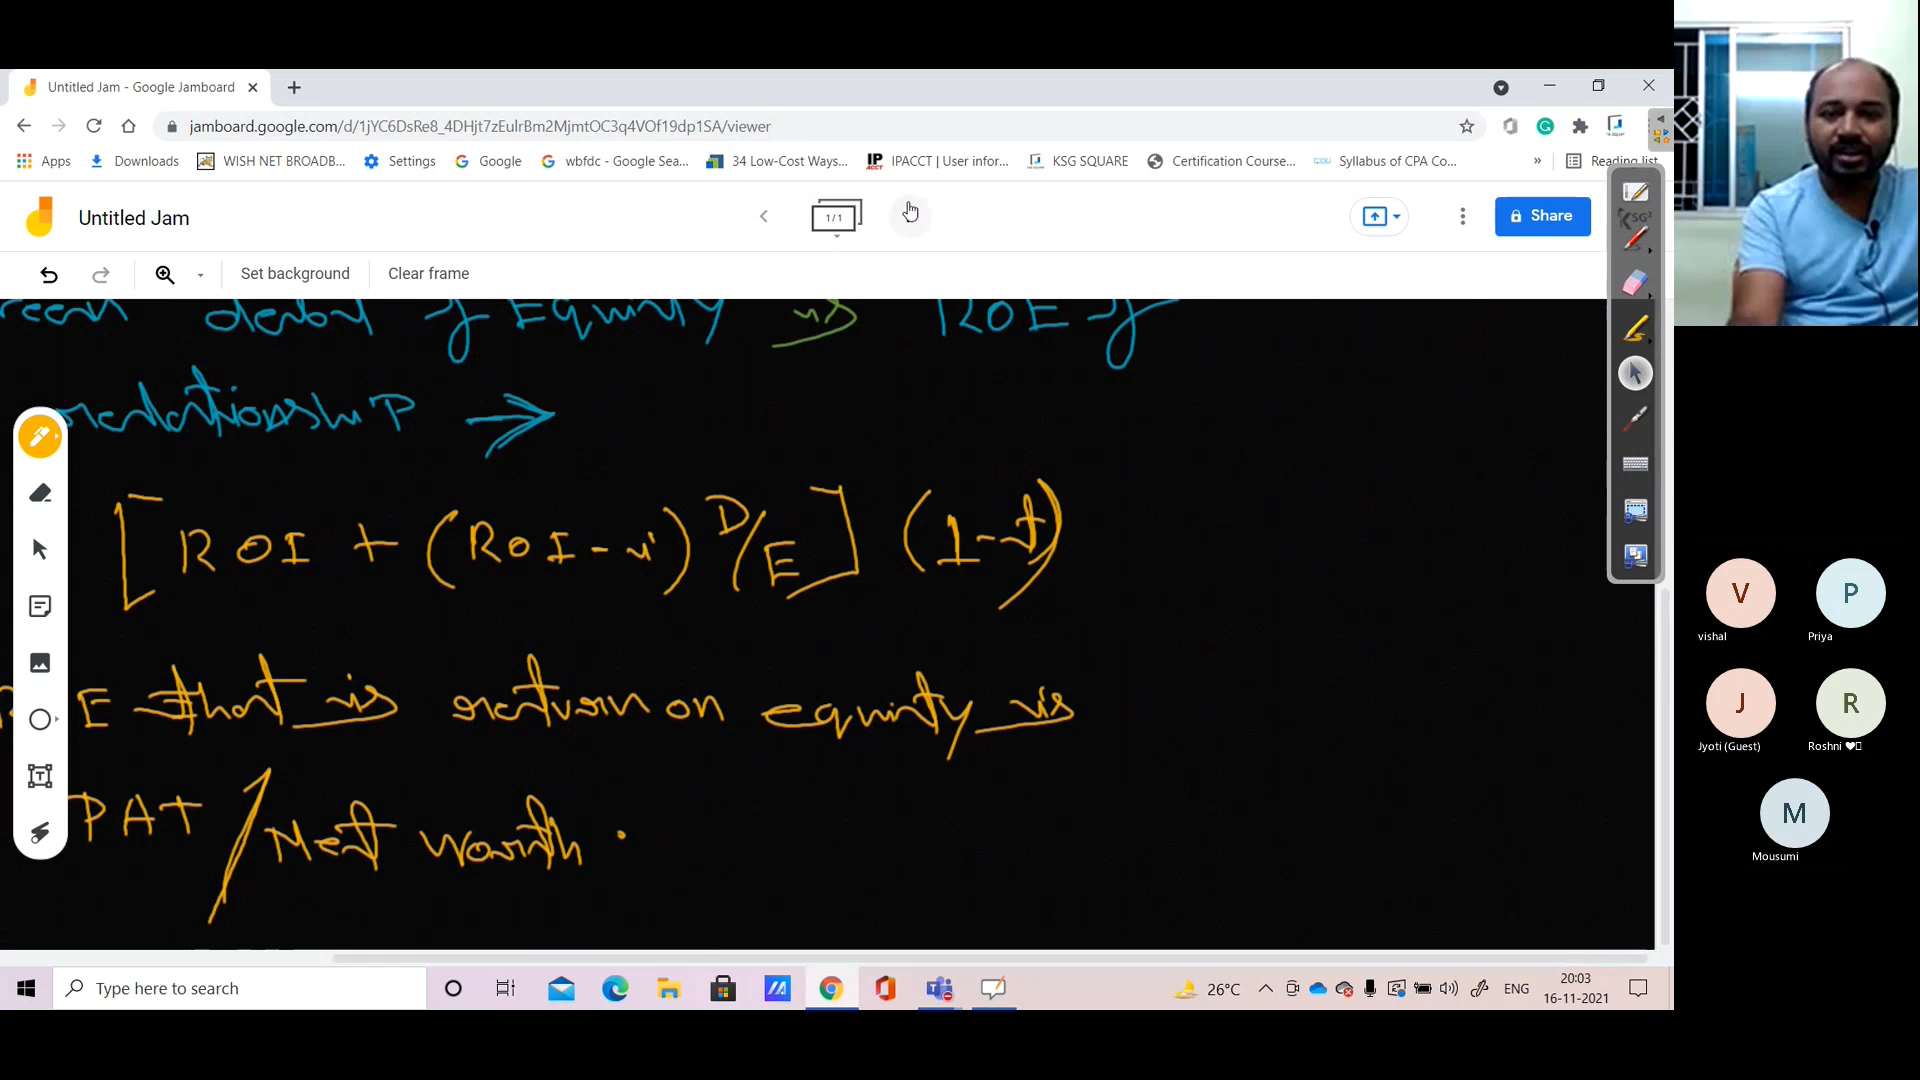 Untitled Jam - Google Jamboard
jamboard.google.com/d/1jYC6DsRe8_4DHjt7zEuIrBm2MjmtOC3q4VOf19dp1SA/viewer
Apps Downloads WISH NET BROADB... Settings Google wbfdc - Google Sea... 34 Low-Cost Ways... IPACCT | User infor... KSG SQUARE Certification Course... Syllabus of CPA Co... » Reading list
Untitled Jam
1/1
Share
Set background Clear frame
Equity is ROE of
relationship →
[ROI + (ROI - i) D/E] (1-t)
E that is return on equity is
PAT / Net worth .
vishal
V
Priya
P
Jyoti (Guest)
J
Roshni ❤
R
Mousumi
M
Type here to search
26°C
ENG
20:03
16-11-2021